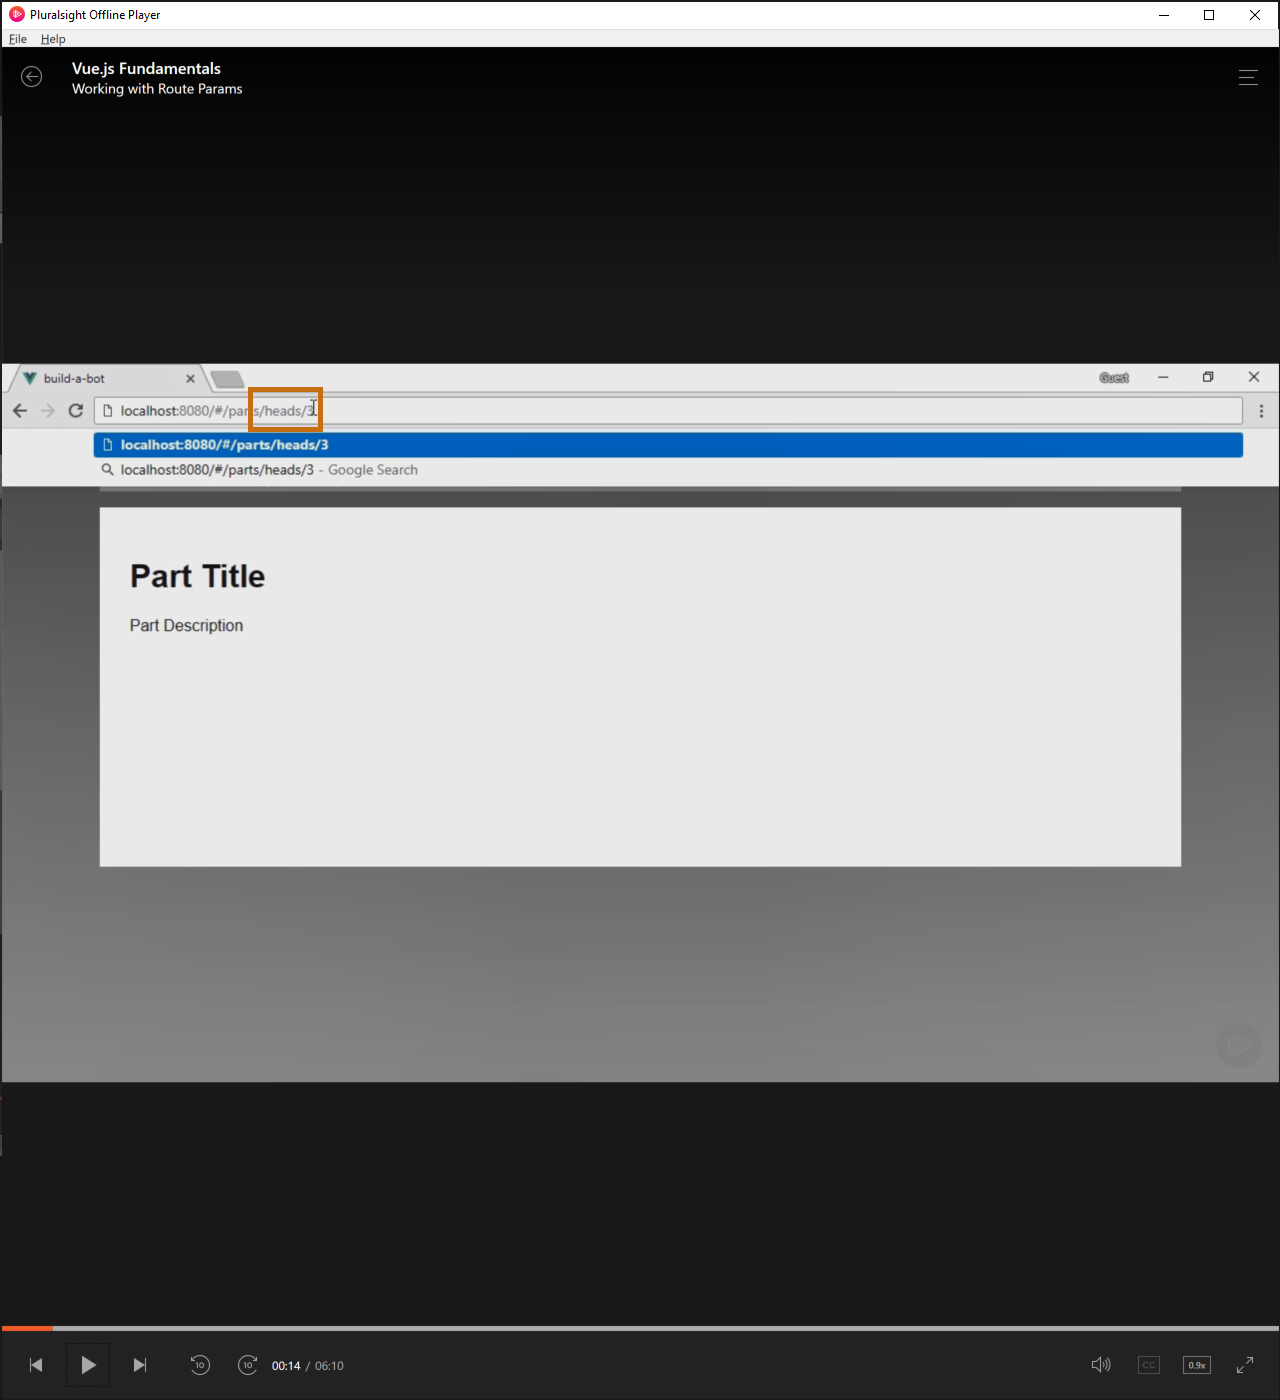 Pluralsight Offline Player
File Help
Vue.js Fundamentals
Working with Route Params
build-a-bot
Guest
localhost:8080/#/parts/heads/3
localhost:8080/#/parts/heads/3
localhost:8080/#/parts/heads/3 - Google Search
Part Title
Part Description
10 10 00:14 / 06:10 CC 0.9x